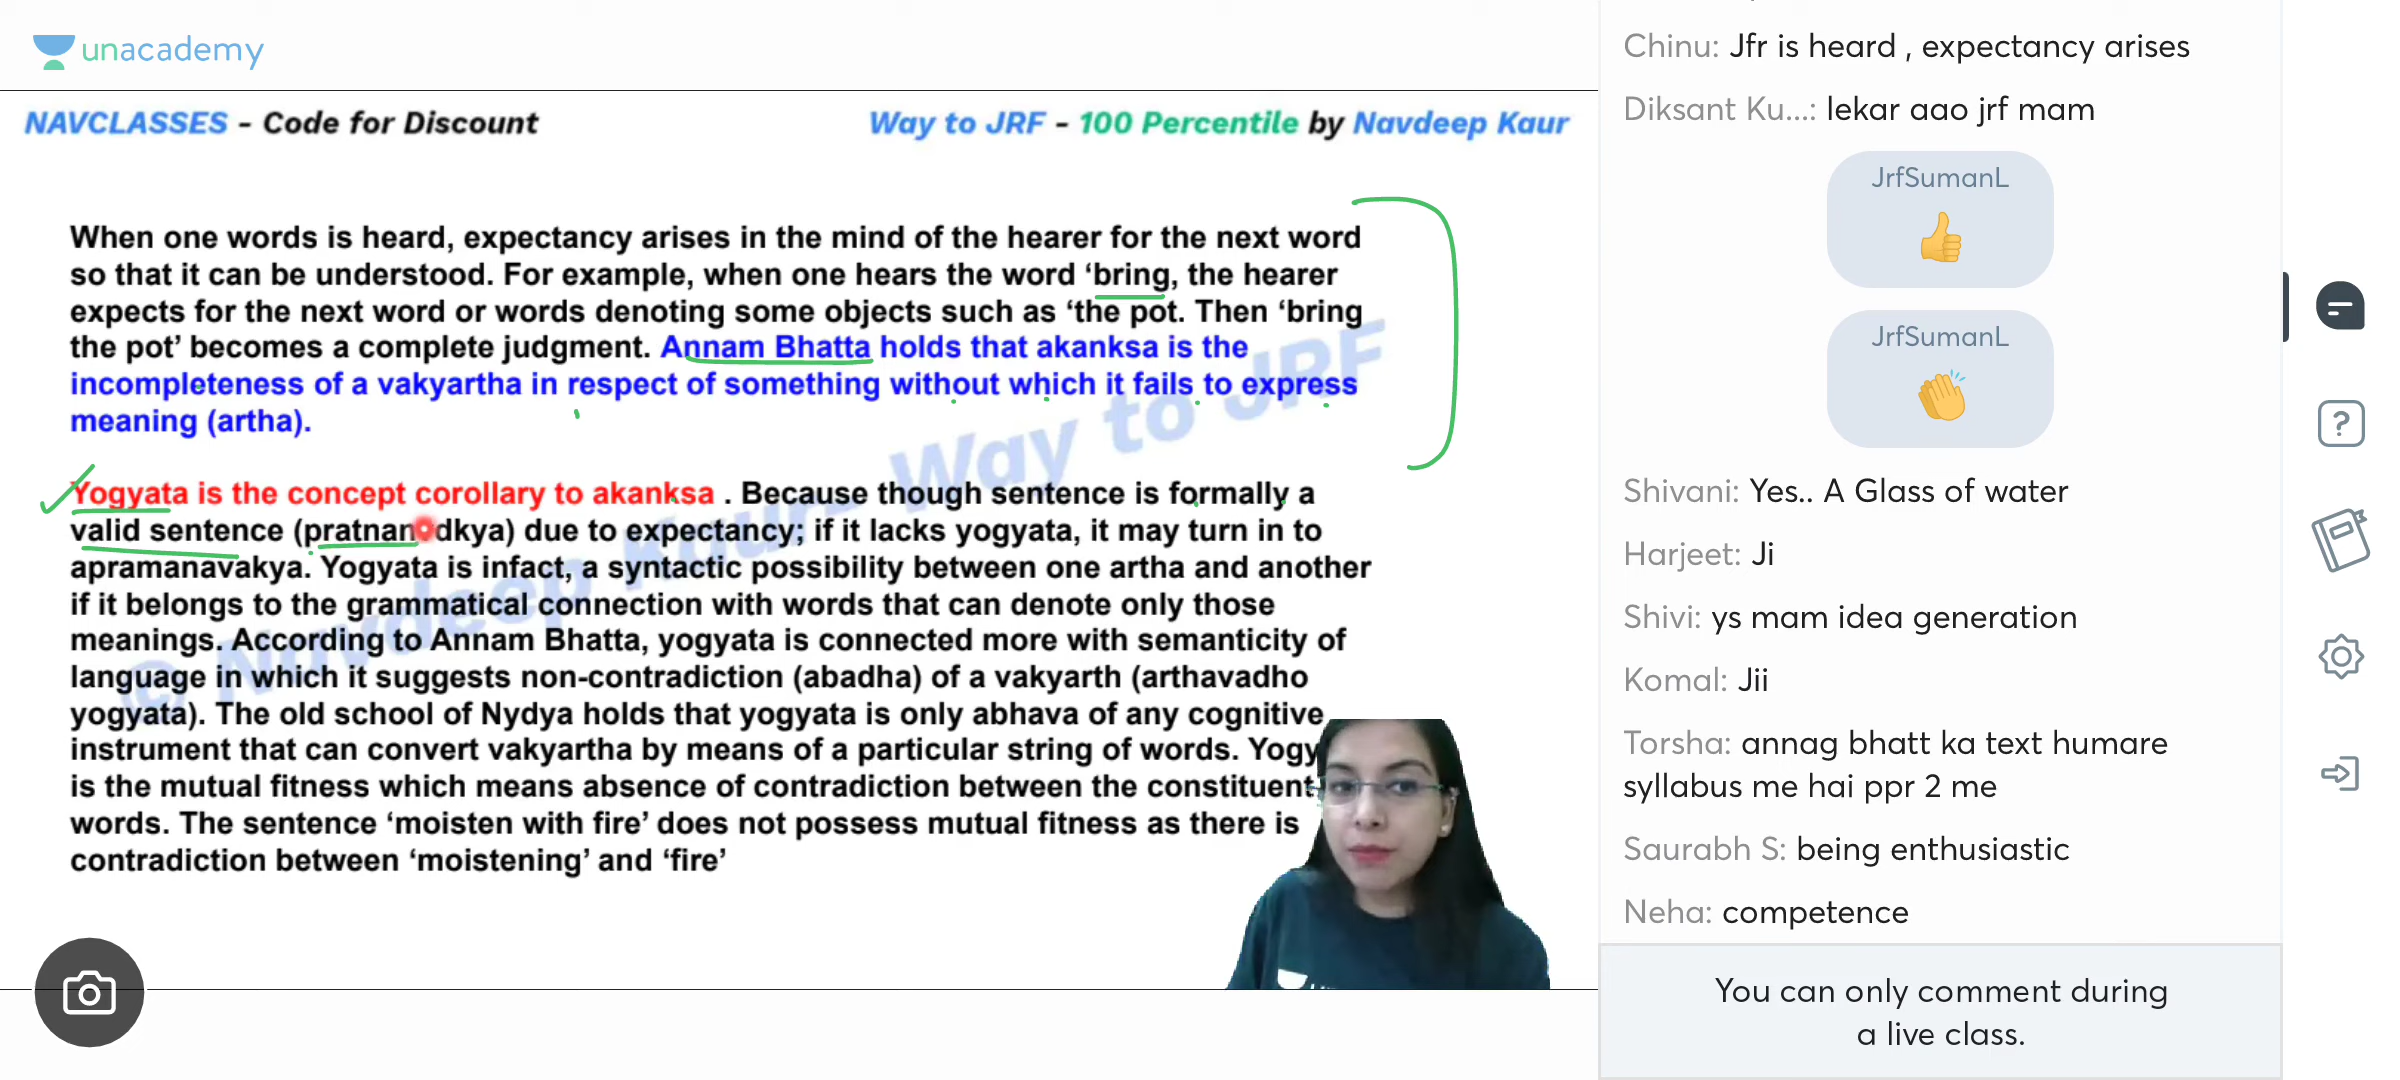 unacademy
NAVCLASSES - Code for Discount
Way to JRF - 100 Percentile by Navdeep Kaur
When one words is heard, expectancy arises in the mind of the hearer for the next word
so that it can be understood. For example, when one hears the word ‘bring, the hearer
expects for the next word or words denoting some objects such as ‘the pot. Then ‘bring
the pot’ becomes a complete judgment. Annam Bhatta holds that akanksa is the
incompleteness of a vakyartha in respect of something without which it fails to express
meaning (artha).
Yogyata is the concept corollary to akanksa . Because though sentence is formally a
valid sentence (pratnan dkya) due to expectancy; if it lacks yogyata, it may turn in to
apramanavakya. Yogyata is infact, a syntactic possibility between one artha and another
if it belongs to the grammatical connection with words that can denote only those
meanings. According to Annam Bhatta, yogyata is connected more with semanticity of
language in which it suggests non-contradiction (abadha) of a vakyarth (arthavadho
yogyata). The old school of Nydya holds that yogyata is only abhava of any cognitive
instrument that can convert vakyartha by means of a particular string of words. Yogy
is the mutual fitness which means absence of contradiction between the constituent
words. The sentence ‘moisten with fire’ does not possess mutual fitness as there is
contradiction between ‘moistening’ and ‘fire’
© Navdeep Kaur - Way to JRF
Chinu: Jfr is heard , expectancy arises
Diksant Ku...: lekar aao jrf mam
JrfSumanL
JrfSumanL
Shivani: Yes.. A Glass of water
Harjeet: Ji
Shivi: ys mam idea generation
Komal: Jii
Torsha: annag bhatt ka text humare
syllabus me hai ppr 2 me
Saurabh S: being enthusiastic
Neha: competence
You can only comment during
a live class.